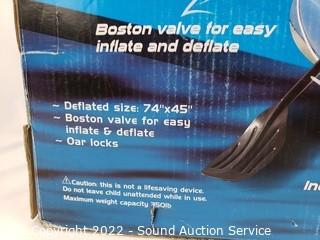 Boston valve for easy
inflate and deflate
~ Deflated size: 74"x45"
~ Boston valve for easy
inflate & deflate
~ Oar locks
⚠Caution: this is not a lifesaving device.
Do not leave child unattended while in use.
Maximum weight capacity 350lb
In
Copyright 2022 - Sound Auction Service